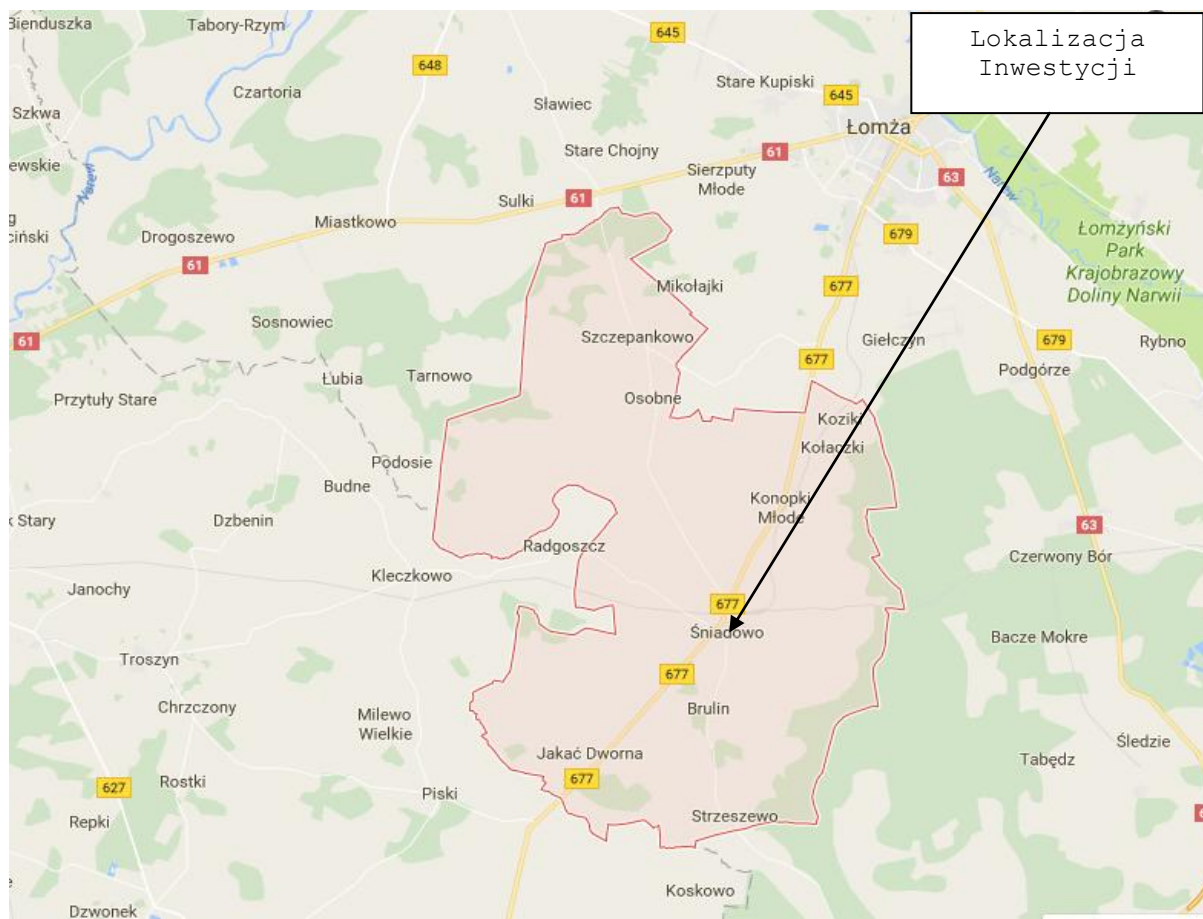 Bienduszka
Tabory-Rzym
645
Lokalizacja
Inwestycji
648
Stare Kupiski
645
Czartoria
Sławiec
Szkwa
Łomża
Stare Chojny
61
ewskie
Sierzputy
Młode
63
Narew
Narew
Sulki
61
Miastkowo
g
ciński
Drogoszewo
679
Łomżyński
Park
Krajobrazowy
Doliny Narwii
61
Mikołajki
677
Sosnowiec
Szczepankowo
61
Giełczyn
679
Rybno
677
Podgórze
Łubia
Tarnowo
Przytuły Stare
Osobne
Koziki
Kołaczki
Podosie
Budne
Konopki
Młode
k Stary
Dzbenin
63
Radgoszcz
Czerwony Bór
Kleczkowo
Janochy
677
Śniadowo
Bacze Mokre
Troszyn
677
Chrzczony
Milewo
Wielkie
Brulin
Śledzie
Jakać Dworna
Tabędz
677
Rostki
627
Piski
Repki
Strzeszewo
Koskowo
Dzwonek